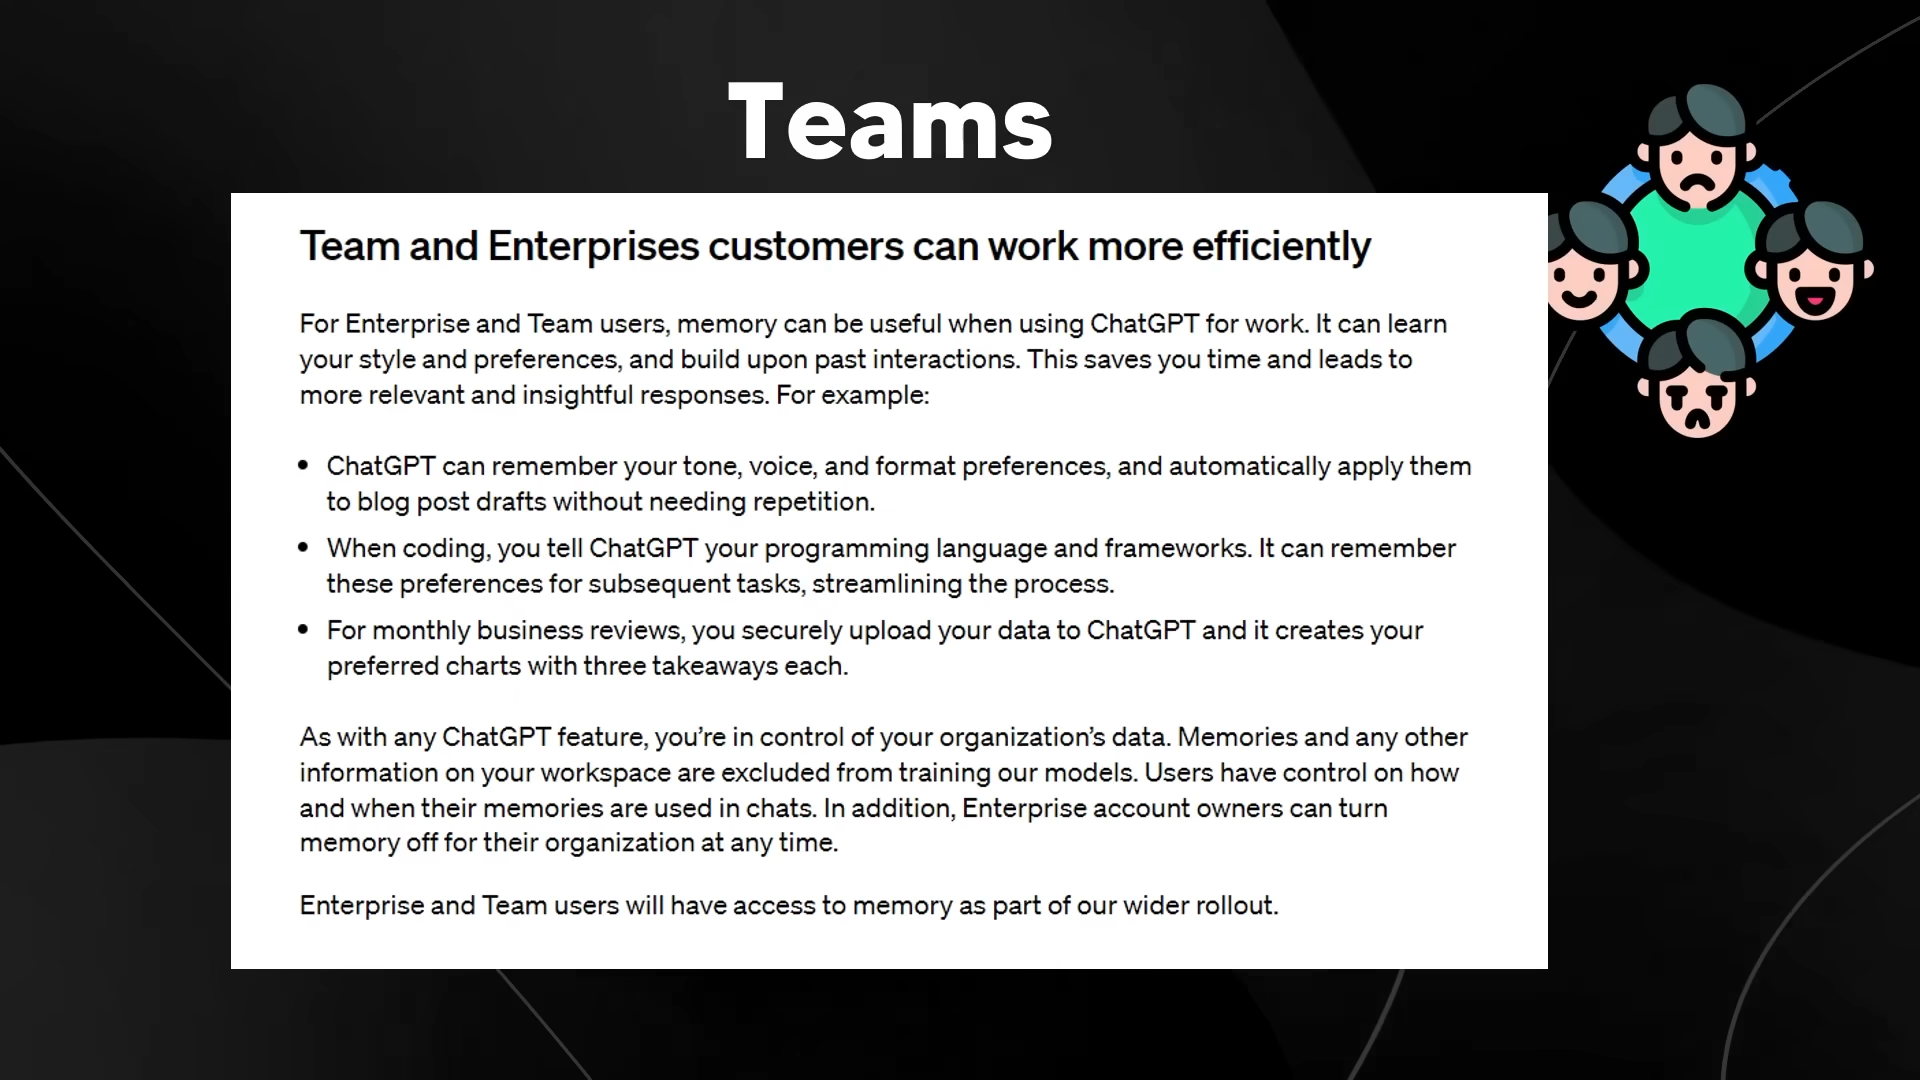 Teams
Team and Enterprises customers can work more efficiently
For Enterprise and Team users, memory can be useful when using ChatGPT for work. It can learn
your style and preferences, and build upon past interactions. This saves you time and leads to
more relevant and insightful responses. For example:
• ChatGPT can remember your tone, voice, and format preferences, and automatically apply them
to blog post drafts without needing repetition.
• When coding, you tell ChatGPT your programming language and frameworks. It can remember
these preferences for subsequent tasks, streamlining the process.
• For monthly business reviews, you securely upload your data to ChatGPT and it creates your
preferred charts with three takeaways each.
As with any ChatGPT feature, you’re in control of your organization’s data. Memories and any other
information on your workspace are excluded from training our models. Users have control on how
and when their memories are used in chats. In addition, Enterprise account owners can turn
memory off for their organization at any time.
Enterprise and Team users will have access to memory as part of our wider rollout.